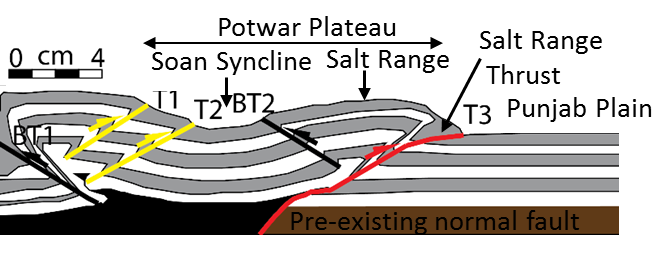 Potwar Plateau
0 cm 4
Soan Syncline
Salt Range
Salt Range
Thrust
T1
T2
BT2
T3
Punjab Plain
BT1
Pre-existing normal fault